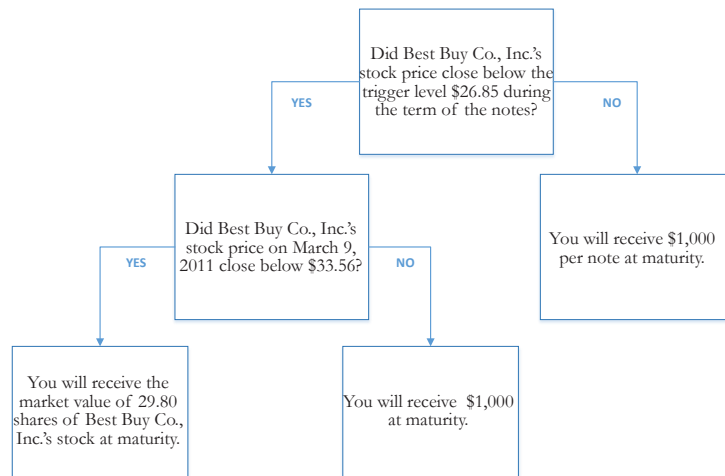 Did Best Buy Co., Inc.'s
stock price close below the
trigger level $26.85 during
the term of the notes?
YES
NO
Did Best Buy Co., Inc.'s
stock price on March 9,
2011 close below $33.56?
You will receive $1,000
per note at maturity.
YES
NO
You will receive the
market value of 29.80
shares of Best Buy Co.,
Inc.'s stock at maturity.
You will receive $1,000
at maturity.